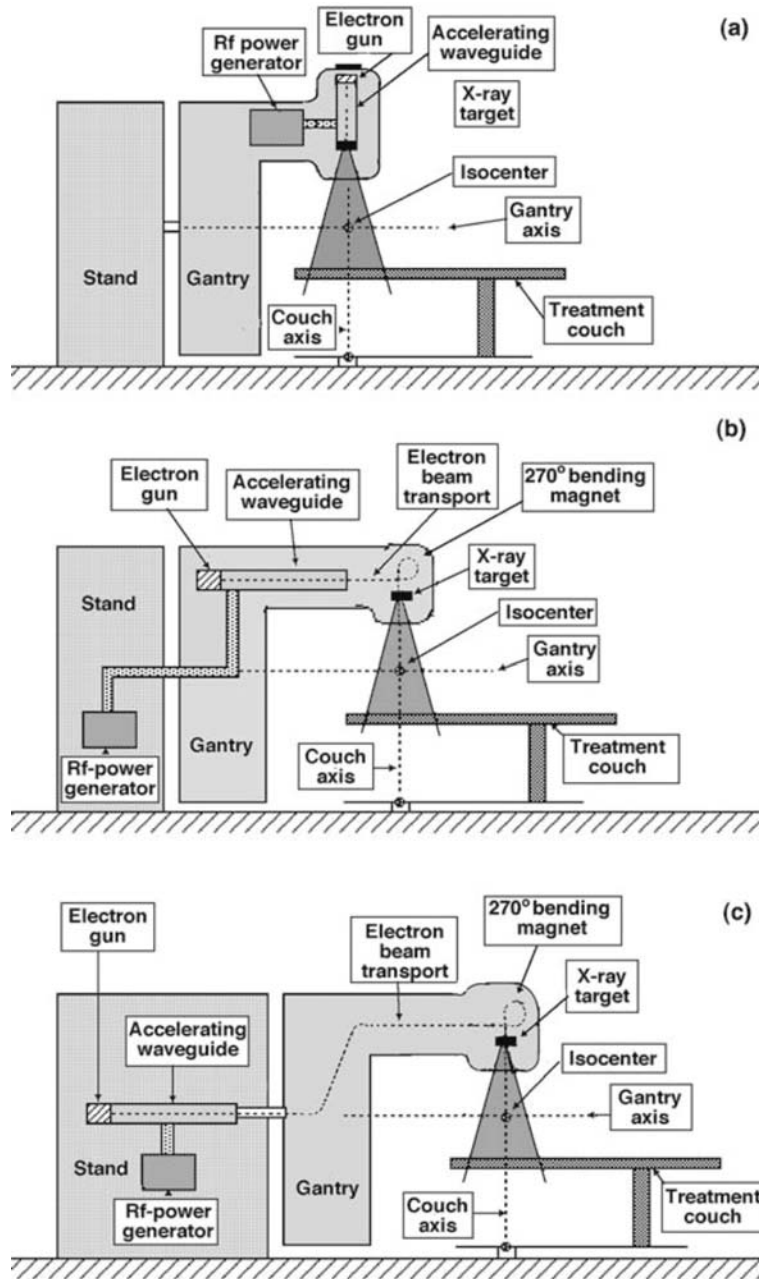 (a)
Electron
gun
Accelerating
waveguide
Rf power
generator
X-ray
target
Isocenter
Gantry
axis
Stand
Gantry
Couch
axis
Treatment
couch
(b)
Electron
gun
Accelerating
waveguide
Electron
beam
transport
270° bending
magnet
X-ray
target
Stand
Isocenter
Gantry
axis
Gantry
Couch
axis
Treatment
couch
Rf-power
generator
(c)
Electron
gun
270° bending
magnet
Electron
beam
transport
X-ray
target
Accelerating
waveguide
Isocenter
Gantry
axis
Stand
Gantry
Rf-power
generator
Couch
axis
Treatment
couch